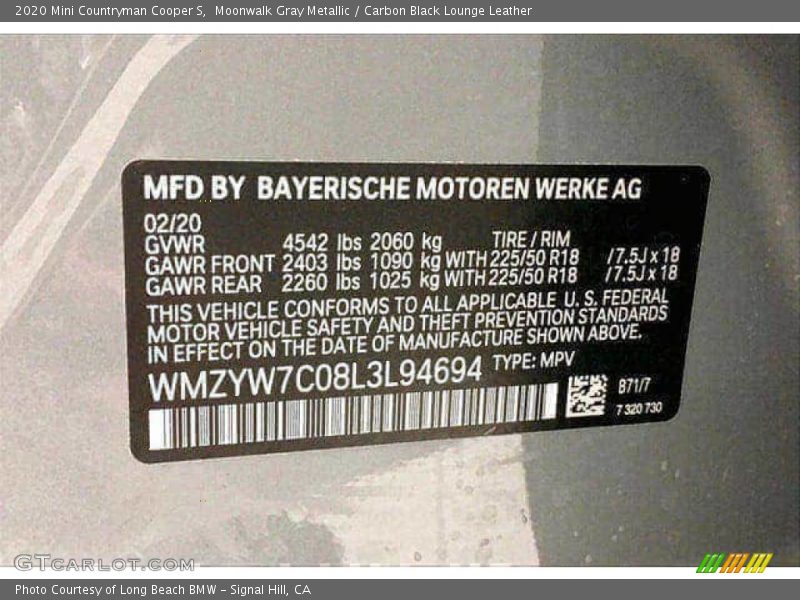 2020 Mini Countryman Cooper S, Moonwalk Gray Metallic / Carbon Black Lounge Leather
MFD BY BAYERISCHE MOTOREN WERKE AG
02/20
GVWR 4542 lbs 2060 kg TIRE / RIM
GAWR FRONT 2403 lbs 1090 kg WITH 225/50 R18 /7.5J x 18
GAWR REAR 2260 lbs 1025 kg WITH 225/50 R18 /7.5J x 18
THIS VEHICLE CONFORMS TO ALL APPLICABLE U. S. FEDERAL
MOTOR VEHICLE SAFETY AND THEFT PREVENTION STANDARDS
IN EFFECT ON THE DATE OF MANUFACTURE SHOWN ABOVE.
WMZYW7C08L3L94694 TYPE: MPV
B71/7
7 320 730
GTCARLOT.COM
Photo Courtesy of Long Beach BMW - Signal Hill, CA